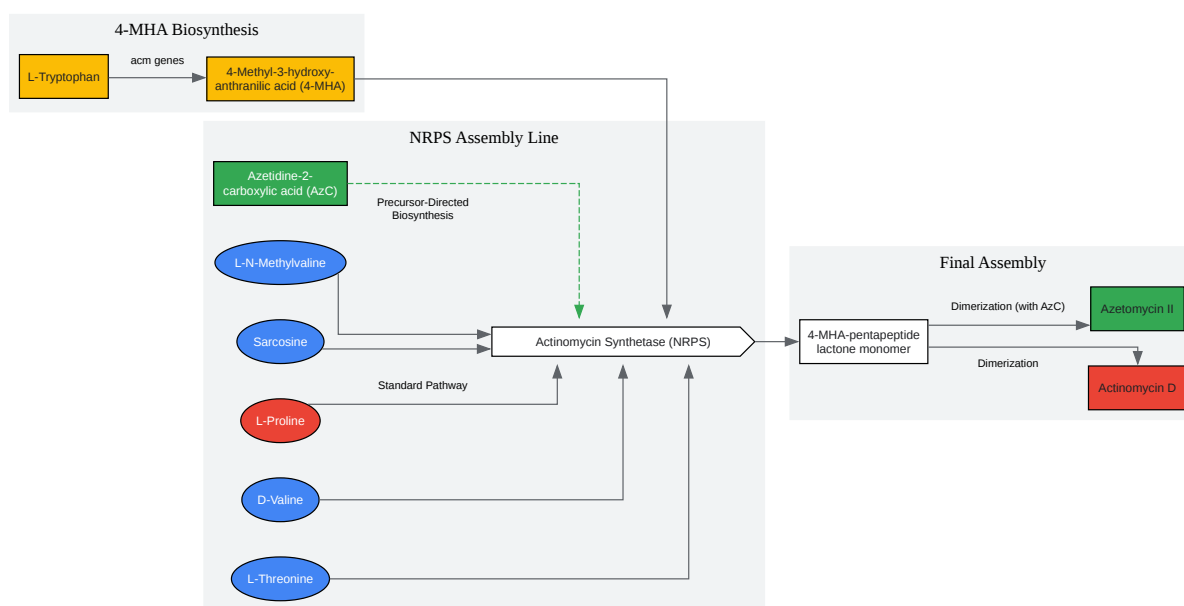 4-MHA Biosynthesis
L-Tryptophan
acm genes
4-Methyl-3-hydroxy-
anthranilic acid (4-MHA)
NRPS Assembly Line
Azetidine-2-
carboxylic acid (AzC)
Precursor-Directed
Biosynthesis
L-N-Methylvaline
Sarcosine
L-Proline
Standard Pathway
D-Valine
L-Threonine
Actinomycin Synthetase (NRPS)
Final Assembly
4-MHA-pentapeptide
lactone monomer
Dimerization (with AzC)
Azetomycin II
Dimerization
Actinomycin D